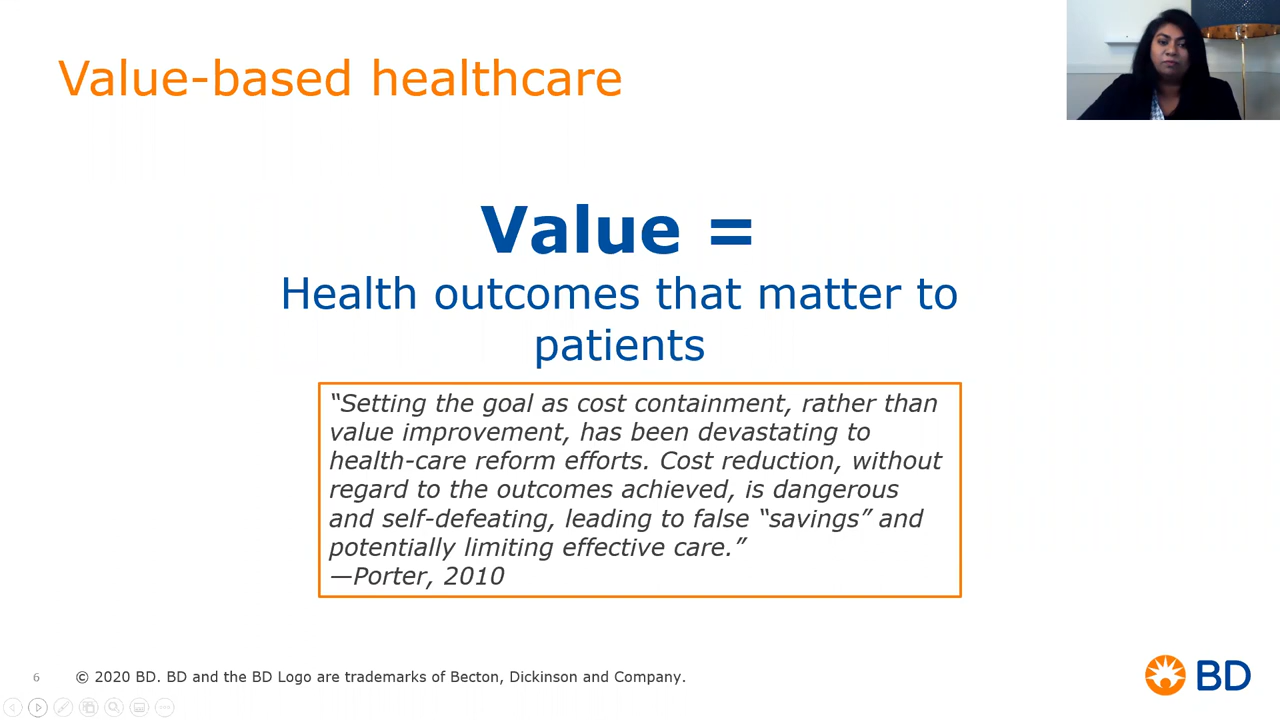 Value-based healthcare
Value =
Health outcomes that matter to
patients
“Setting the goal as cost containment, rather than
value improvement, has been devastating to
health-care reform efforts. Cost reduction, without
regard to the outcomes achieved, is dangerous
and self-defeating, leading to false “savings” and
potentially limiting effective care.”
—Porter, 2010
6
© 2020 BD. BD and the BD Logo are trademarks of Becton, Dickinson and Company.
BD